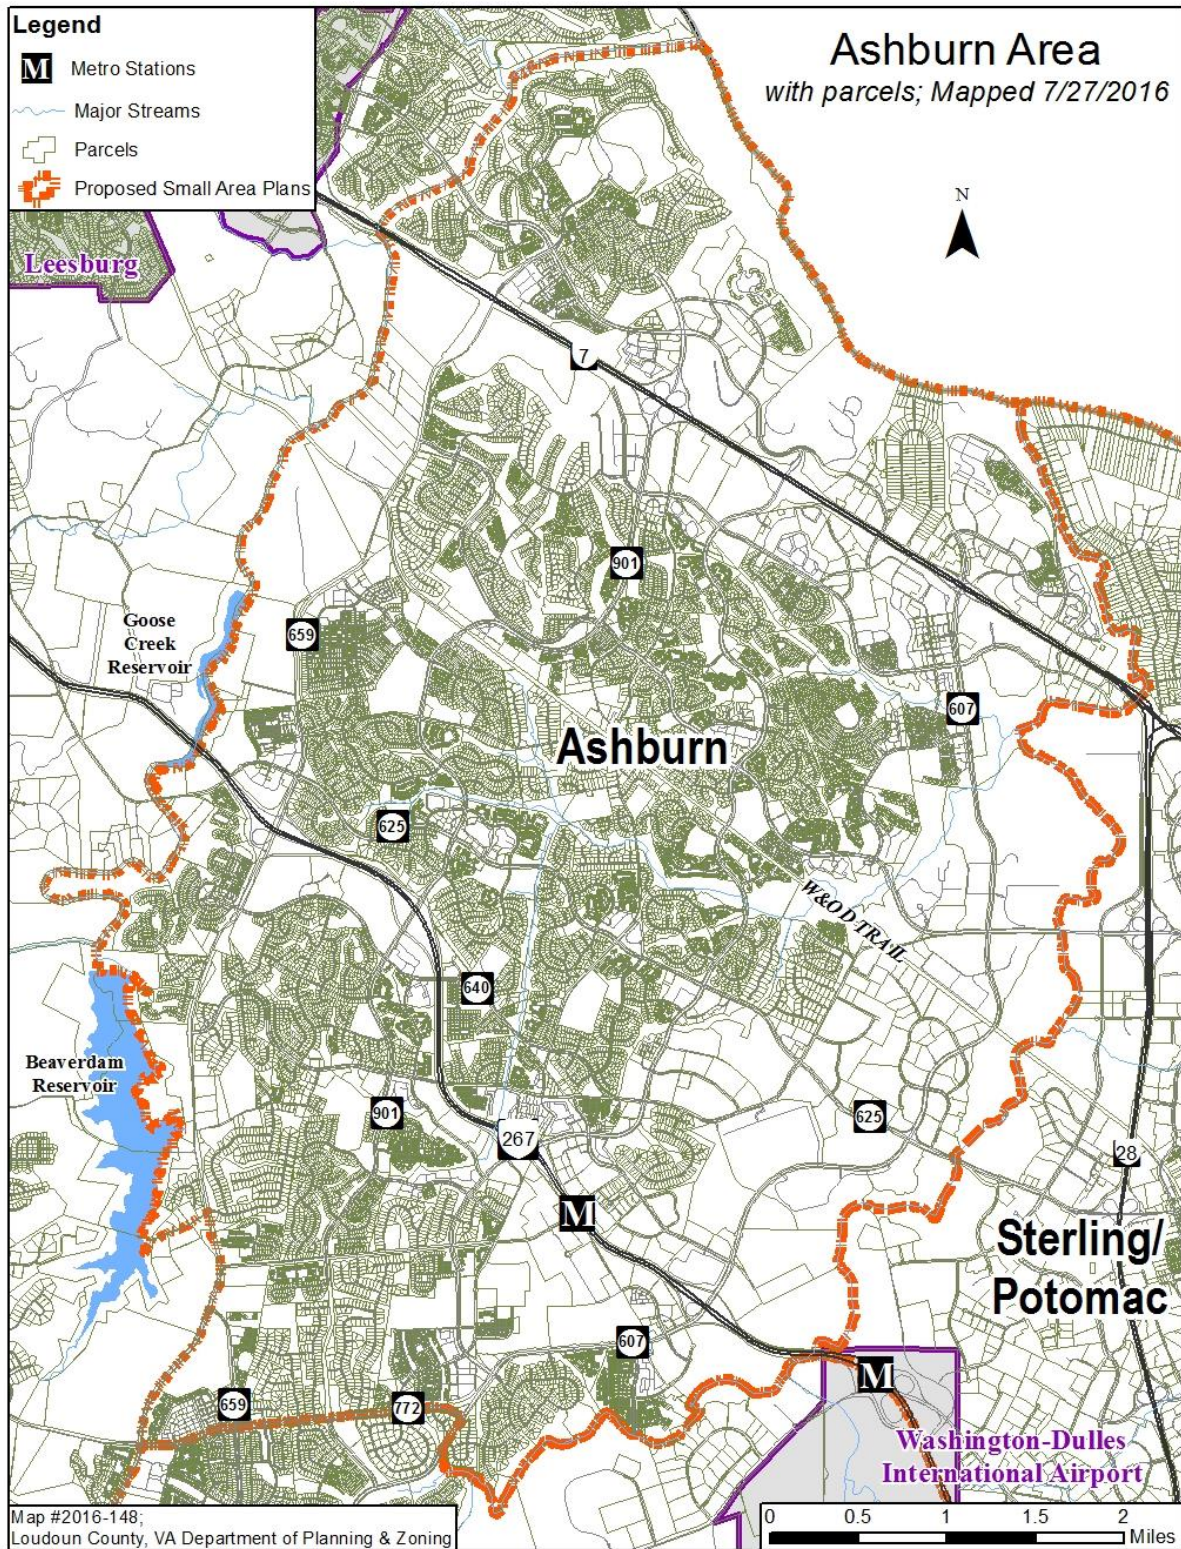 Legend
M Metro Stations
Major Streams
Parcels
Proposed Small Area Plans
Ashburn Area
with parcels; Mapped 7/27/2016
N
Leesburg
7
901
Goose
Creek
Reservoir
659
607
Ashburn
625
W&OD TRAIL
640
Beaverdam
Reservoir
901
625
267
28
M
Sterling/
Potomac
607
M
659
772
Washington-Dulles
International Airport
Map #2016-148;
Loudoun County, VA Department of Planning & Zoning
0 0.5 1 1.5 2
Miles